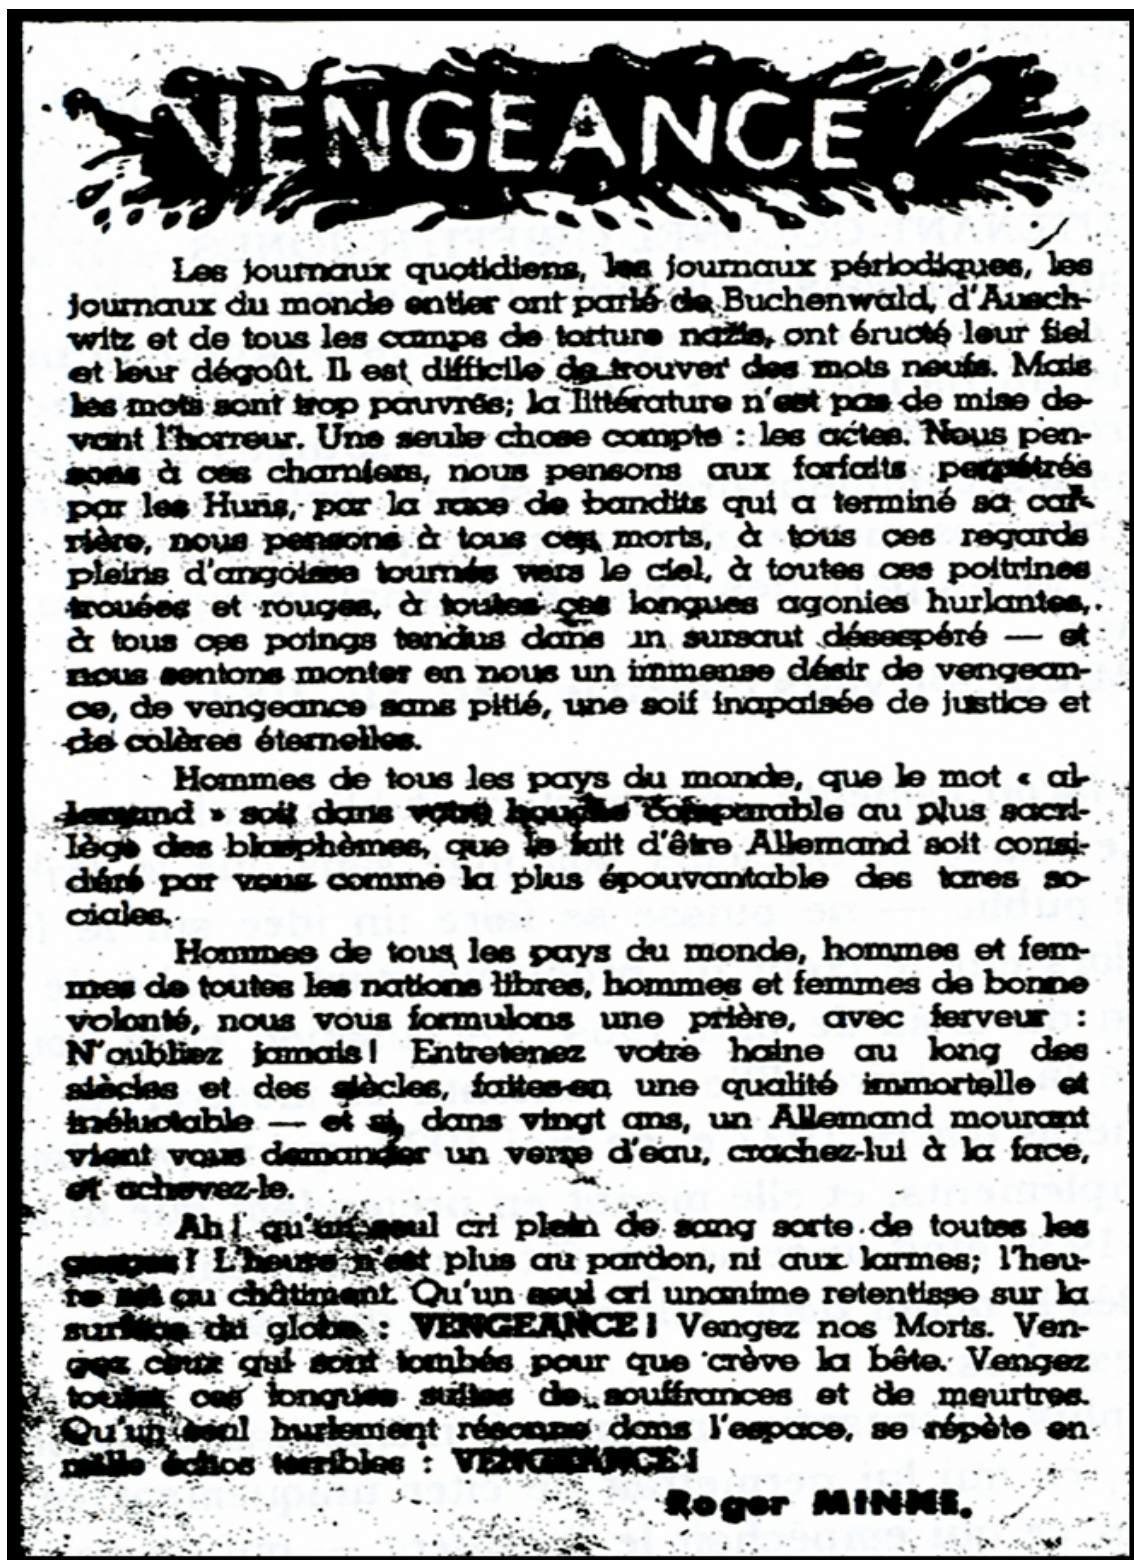 VENGEANCE!
Les journaux quotidiens, les journaux périodiques, les
journaux du monde entier ont parlé de Buchenwald, d'Ausch-
witz et de tous les camps de torture nazis, ont éructé leur fiel
et leur dégoût. Il est difficile de trouver des mots neufs. Mais
les mots sont trop pauvres; la littérature n'est pas de mise de-
vant l'horreur. Une seule chose compte : les actes. Nous pen-
sons à ces charniers, nous pensons aux forfaits perpétrés
par les Huns, par la race de bandits qui a terminé sa car-
rière, nous pensons à tous ces morts, à tous ces regards
pleins d'angoisse tournés vers le ciel, à toutes ces poitrines
trouées et rouges, à toutes ces longues agonies hurlantes,
à tous ces poings tendus dans un sursaut désespéré — et
nous sentons monter en nous un immense désir de vengean-
ce, de vengeance sans pitié, une soif inapaisée de justice et
de colères éternelles.
Hommes de tous les pays du monde, que le mot « al-
lemand » soit dans votre bouche comparable au plus sacri-
lège des blasphèmes, que le fait d'être Allemand soit consi-
déré par vous comme la plus épouvantable des tares so-
ciales.
Hommes de tous les pays du monde, hommes et fem-
mes de toutes les nations libres, hommes et femmes de bonne
volonté, nous vous formulons une prière, avec ferveur :
N'oubliez jamais! Entretenez votre haine au long des
siècles et des siècles, faites-en une qualité immortelle et
inéluctable — et si, dans vingt ans, un Allemand mourant
vient vous demander un verre d'eau, crachez-lui à la face,
et achevez-le.
Ah! qu'un seul cri plein de sang sorte de toutes les
gorges! L'heure n'est plus au pardon, ni aux larmes; l'heu-
re est au châtiment. Qu'un seul cri unanime retentisse sur la
surface du globe : VENGEANCE! Vengez nos Morts. Ven-
gez ceux qui sont tombés pour que crève la bête. Vengez
toutes ces longues suites de souffrances et de meurtres.
Qu'un seul hurlement résonne dans l'espace, se répète en
mille échos terribles : VENGEANCE!
Roger MINNE.